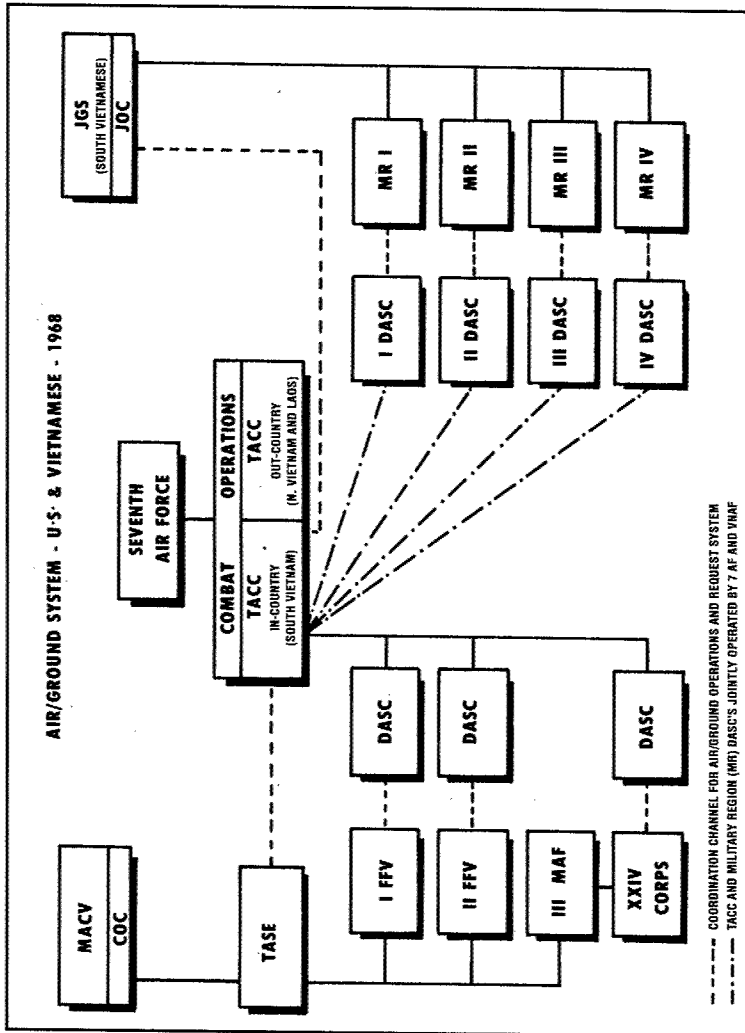 AIR/GROUND SYSTEM - U·S· & VIETNAMESE - 1968
MACV
COC
SEVENTH
AIR FORCE
JGS
(SOUTH VIETNAMESE)
JOC
TASE
COMBAT OPERATIONS
TACC
IN-COUNTRY
(SOUTH VIETNAM)
TACC
OUT-COUNTRY
(N. VIETNAM AND LAOS)
I FFV
DASC
I DASC
MR I
II FFV
DASC
II DASC
MR II
III MAF
III DASC
MR III
XXIV
CORPS
DASC
IV DASC
MR IV
COORDINATION CHANNEL FOR AIR/GROUND OPERATIONS AND REQUEST SYSTEM
TACC AND MILITARY REGION (MR) DASC'S JOINTLY OPERATED BY 7 AF AND VNAF